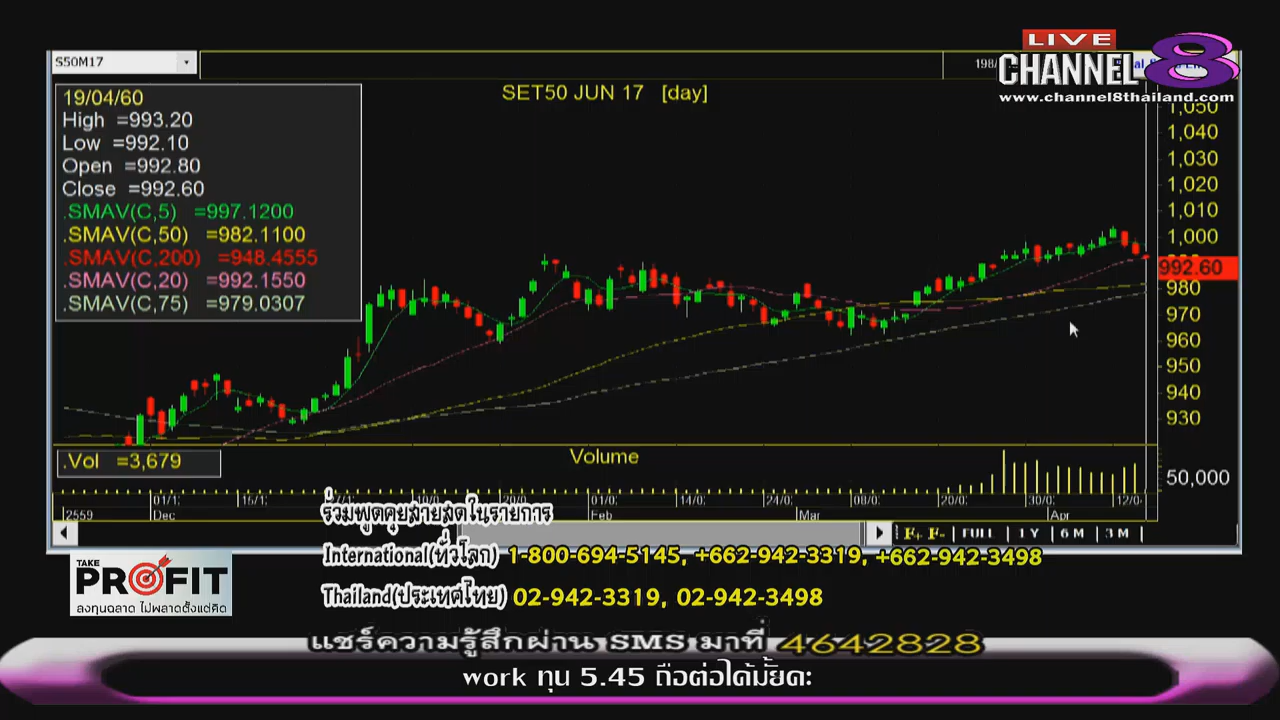 S50M17
LIVE
CHANNEL 8
www.channel8thailand.com
SET50 JUN 17 [day]
19/04/60
High =993.20
Low =992.10
Open =992.80
Close =992.60
.SMAV(C,5) =997.1200
.SMAV(C,50) =982.1100
.SMAV(C,200) =948.4555
.SMAV(C,20) =992.1550
.SMAV(C,75) =979.0307
1,050
1,040
1,030
1,020
1,010
1,000
992.60
980
970
960
950
940
930
.Vol =3,679
Volume
50,000
2559 Dec Feb Mar Apr
F+ F- FULL 1 Y 6 M 3 M
ร่วมพูดคุยสายสดในรายการ
International(ทั่วโลก) 1-800-694-5145, +662-942-3319, +662-942-3498
Thailand(ประเทศไทย) 02-942-3319, 02-942-3498
TAKE
PROFIT
ลงทุนฉลาด ไม่พลาดตั้งแต่คิด
แชร์ความรู้สึกผ่าน SMS มาที่ 4642828
work ทุน 5.45 ถือต่อได้มั้ยคะ